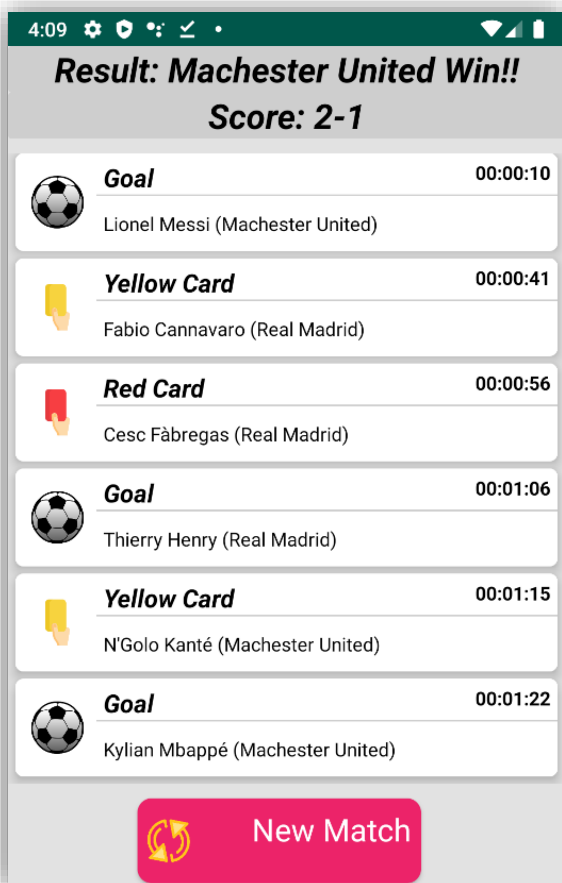 4:09
Result: Machester United Win!!
Score: 2-1
Goal
00:00:10
Lionel Messi (Machester United)
Yellow Card
00:00:41
Fabio Cannavaro (Real Madrid)
Red Card
00:00:56
Cesc Fàbregas (Real Madrid)
Goal
00:01:06
Thierry Henry (Real Madrid)
Yellow Card
00:01:15
N'Golo Kanté (Machester United)
Goal
00:01:22
Kylian Mbappé (Machester United)
New Match